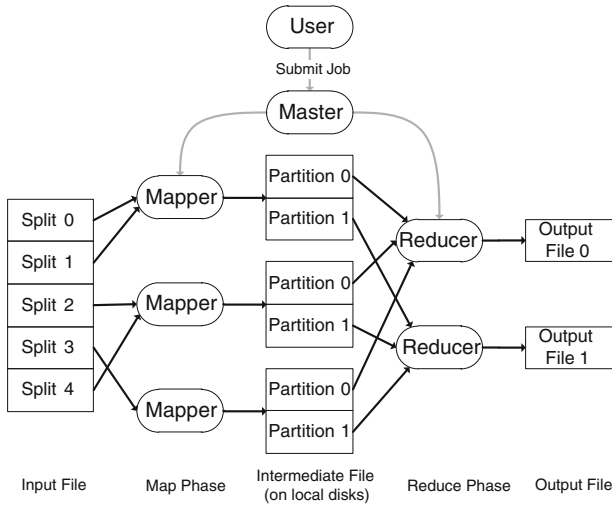 User
Submit Job
Master
Split 0
Split 1
Split 2
Split 3
Split 4
Mapper
Mapper
Mapper
Partition 0
Partition 1
Partition 0
Partition 1
Partition 0
Partition 1
Reducer
Reducer
Output
File 0
Output
File 1
Input File
Map Phase
Intermediate File
(on local disks)
Reduce Phase
Output File